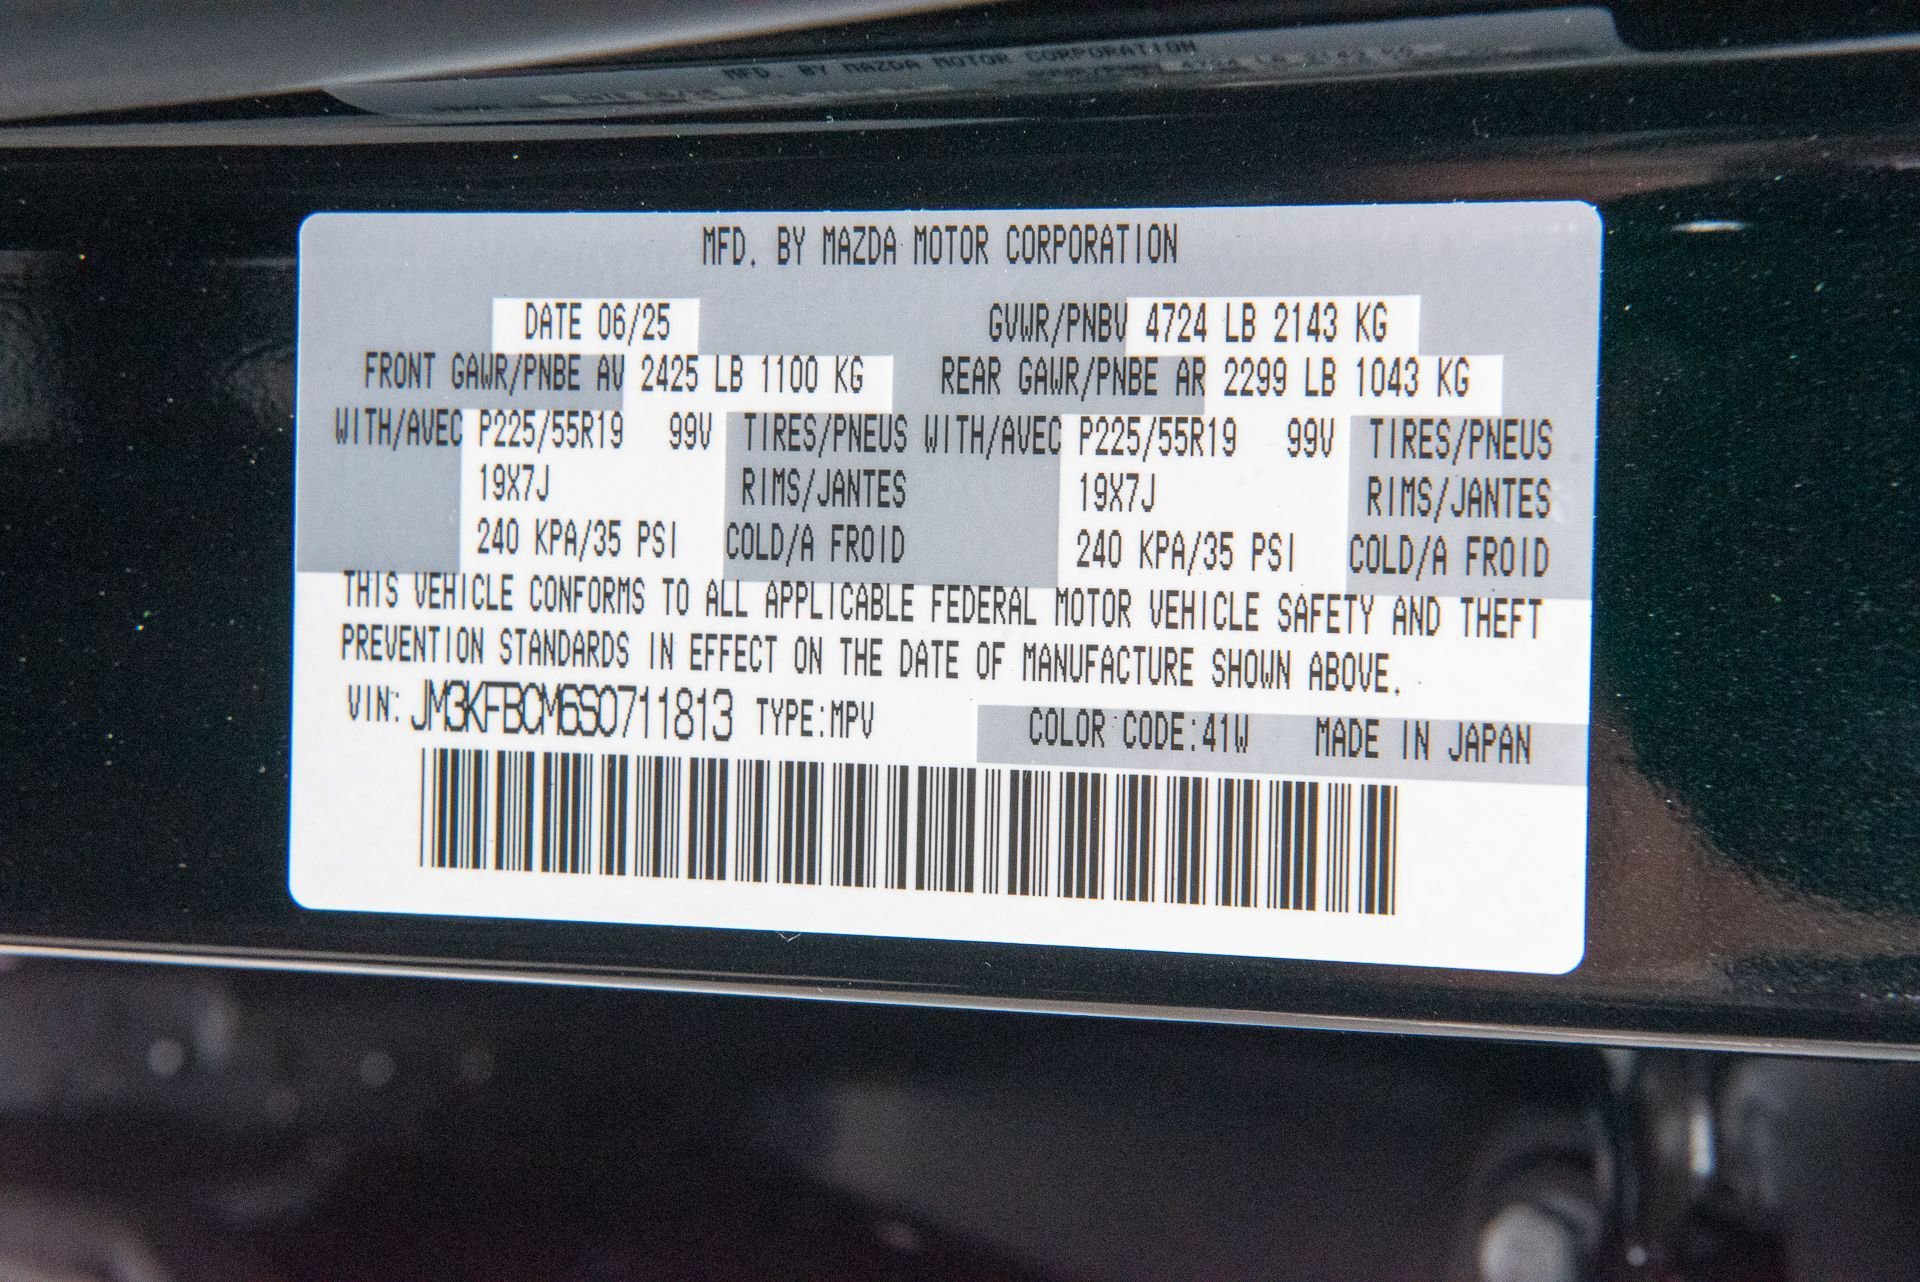 MFD. BY MAZDA MOTOR CORPORATION
MFD. BY MAZDA MOTOR CORPORATION
DATE 06/25 GVWR/PNBV 4724 LB 2143 KG
FRONT GAWR/PNBE AV 2425 LB 1100 KG REAR GAWR/PNBE AR 2299 LB 1043 KG
WITH/AVEC P225/55R19 99V TIRES/PNEUS WITH/AVEC P225/55R19 99V TIRES/PNEUS
19X7J RIMS/JANTES 19X7J RIMS/JANTES
240 KPA/35 PSI COLD/A FROID 240 KPA/35 PSI COLD/A FROID
THIS VEHICLE CONFORMS TO ALL APPLICABLE FEDERAL MOTOR VEHICLE SAFETY AND THEFT
PREVENTION STANDARDS IN EFFECT ON THE DATE OF MANUFACTURE SHOWN ABOVE.
VIN: JM3KFBCM6S0711813 TYPE:MPV COLOR CODE:41W MADE IN JAPAN